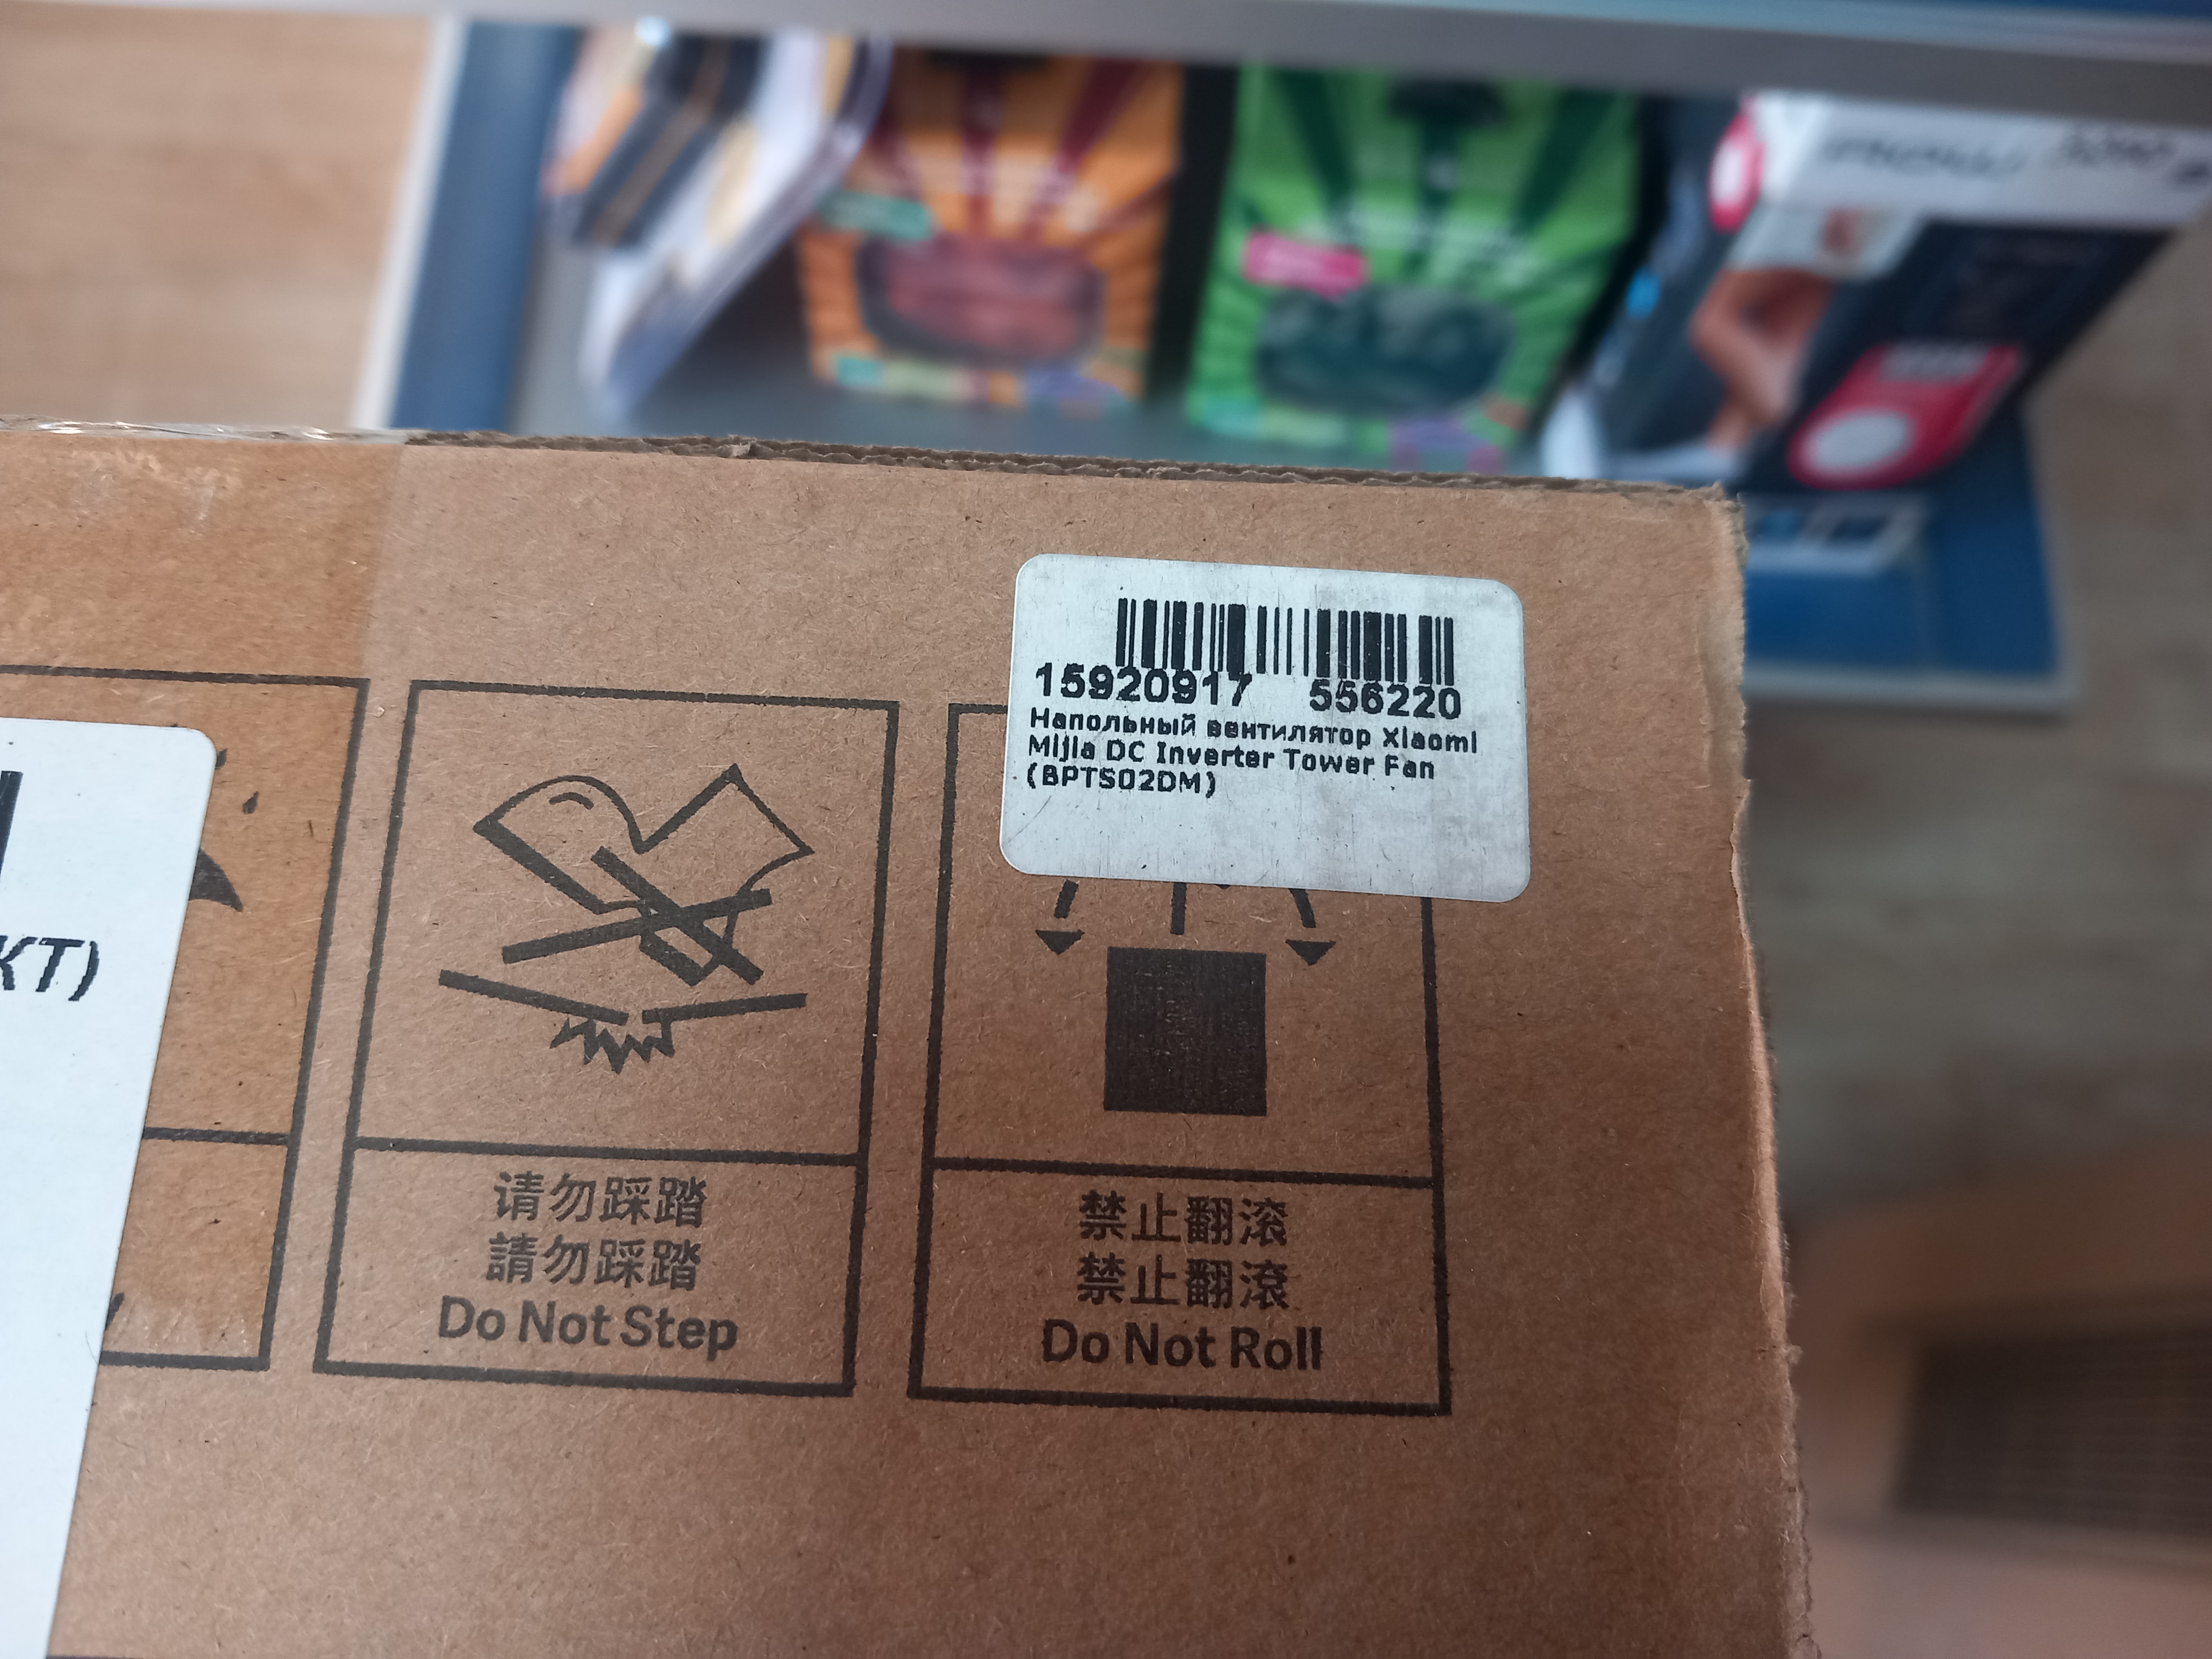 15920917 556220
Напольный вентилятор Xiaomi
Mijia DC Inverter Tower Fan
(BPTS02DM)
КТ)
请勿踩踏
請勿踩踏
Do Not Step
禁止翻滚
禁止翻滾
Do Not Roll